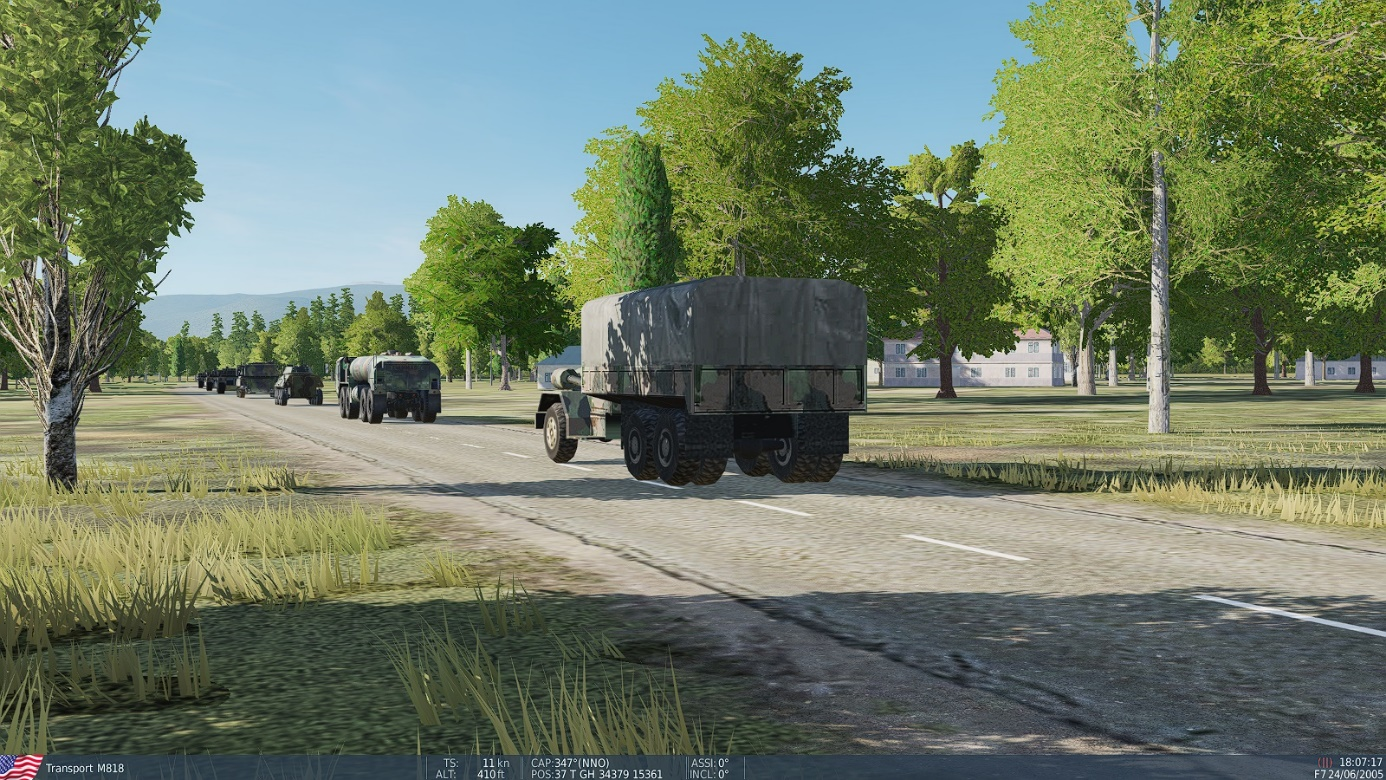 Transport M818
TS: 11 kn
ALT: 410 ft
CAP:347°(NNO)
POS:37 T GH 34379 15361
ASSI: 0°
INCL: 0°
18:07:17
24/06/2005